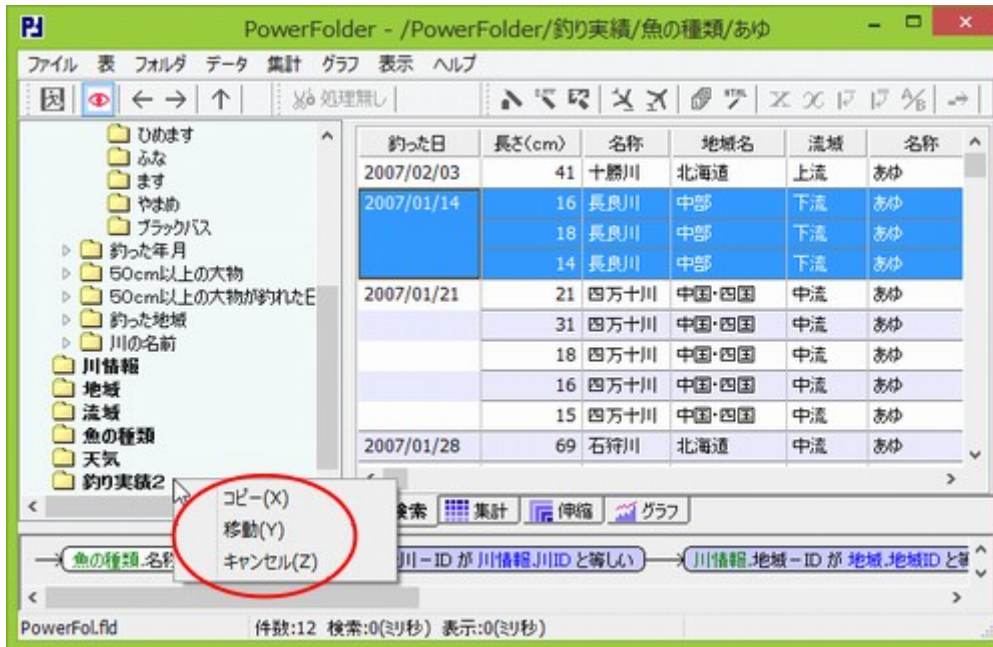 PowerFolder - /PowerFolder/釣り実績/魚の種類/あゆ
ファイル 表 フォルダ データ 集計 グラフ 表示 ヘルプ
処理無し
ひめます
ふな
ます
やまめ
ブラックバス
釣った年月
50cm以上の大物
50cm以上の大物が釣れたE
釣った地域
川の名前
川情報
地域
流域
魚の種類
天気
釣り実績2
釣った日 長さ(cm) 名称 地域名 流域 名称
2007/02/03 41 十勝川 北海道 上流 あゆ
2007/01/14 16 長良川 中部 下流 あゆ
18 長良川 中部 下流 あゆ
14 長良川 中部 下流 あゆ
2007/01/21 21 四万十川 中国・四国 中流 あゆ
31 四万十川 中国・四国 中流 あゆ
18 四万十川 中国・四国 中流 あゆ
16 四万十川 中国・四国 中流 あゆ
15 四万十川 中国・四国 中流 あゆ
2007/01/28 69 石狩川 北海道 中流 あゆ
コピー(X)
移動(Y)
キャンセル(Z)
検索 集計 伸縮 グラフ
魚の種類.名称 川-ID が 川情報.川ID と等しい 川情報.地域-ID が 地域.地域ID と等
PowerFol.fld 件数:12 検索:0(ミリ秒) 表示:0(ミリ秒)